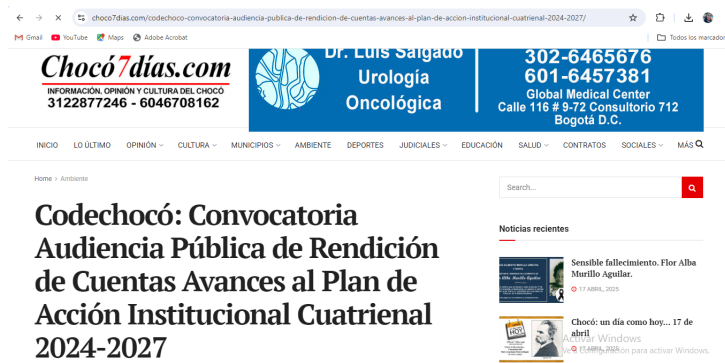 choco7dias.com/codechoco-convocatoria-audiencia-publica-de-rendicion-de-cuentas-avances-al-plan-de-accion-institucional-cuatrienal-2024-2027/
Gmail YouTube Maps Adobe Acrobat Todos los marcador
Chocó7días.com
INFORMACIÓN, OPINIÓN Y CULTURA DEL CHOCÓ
3122877246 - 6046708162
Dr. Luis Salgado
Urología
Oncológica
302-6465676
601-6457381
Global Medical Center
Calle 116 # 9-72 Consultorio 712
Bogotá D.C.
INICIO LO ÚLTIMO OPINIÓN CULTURA MUNICIPIOS AMBIENTE DEPORTES JUDICIALES EDUCACIÓN SALUD CONTRATOS SOCIALES MÁS
Home > Ambiente
Codechocó: Convocatoria
Audiencia Pública de Rendición
de Cuentas Avances al Plan de
Acción Institucional Cuatrienal
2024-2027
Search...
Noticias recientes
Sensible fallecimiento. Flor Alba
Murillo Aguilar.
17 ABRIL, 2025
Chocó: un día como hoy... 17 de
abril
17 ABRIL, 2025
HOY
Activar Windows
Ve a Configuración para activar Windows.